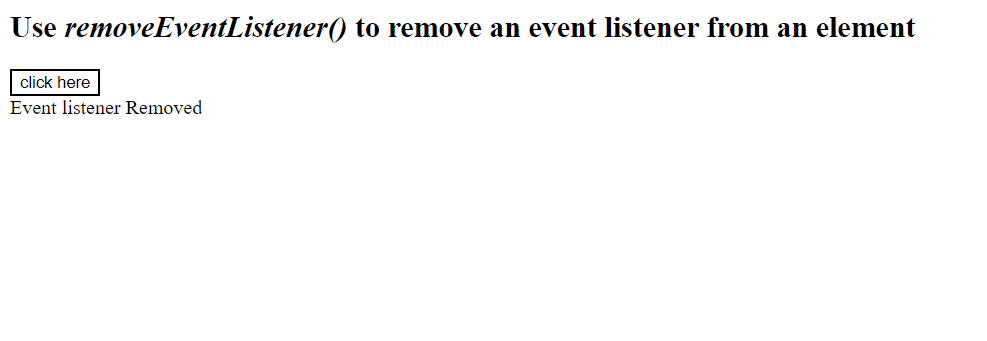 Use removeEventListener() to remove an event listener from an element
click here
Event listener Removed